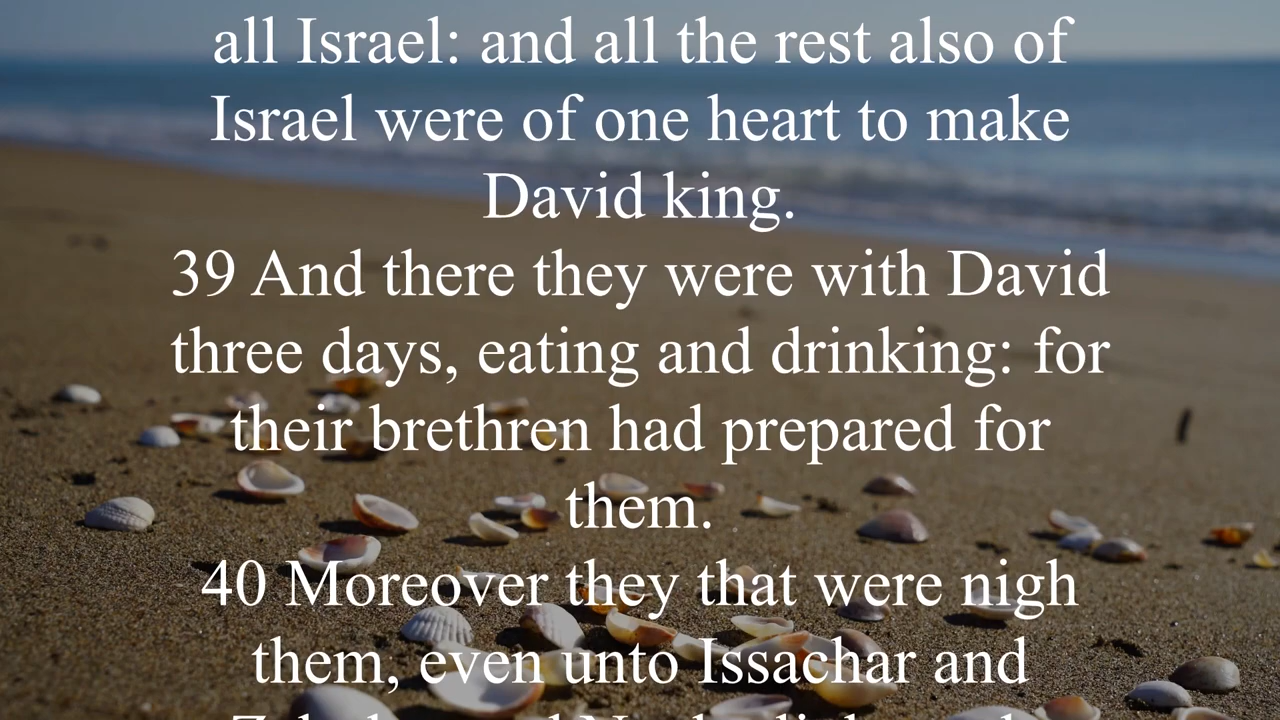 all Israel: and all the rest also of
Israel were of one heart to make
David king.
39 And there they were with David
three days, eating and drinking: for
their brethren had prepared for
them.
40 Moreover they that were nigh
them, even unto Issachar and